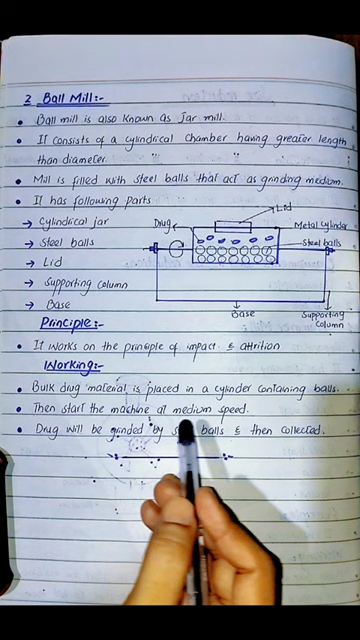 2 Ball Mill:-
• Ball mill is also known as Jar mill.
• It consists of a cylindrical chamber having greater length
than diameter.
• Mill is filled with steel balls that act as grinding medium.
• It has following parts
→ Cylindrical jar
→ Steel balls
→ Lid
→ Supporting column
→ Base
Lid
Drug
Metal Cylinder
Steel balls
Base
Supporting
column
Principle:-
• It works on the principle of impact & attrition
Working:-
• Bulk drug material is placed in a cylinder containing balls.
• Then start the machine at medium speed.
• Drug will be grinded by balls & then collected.